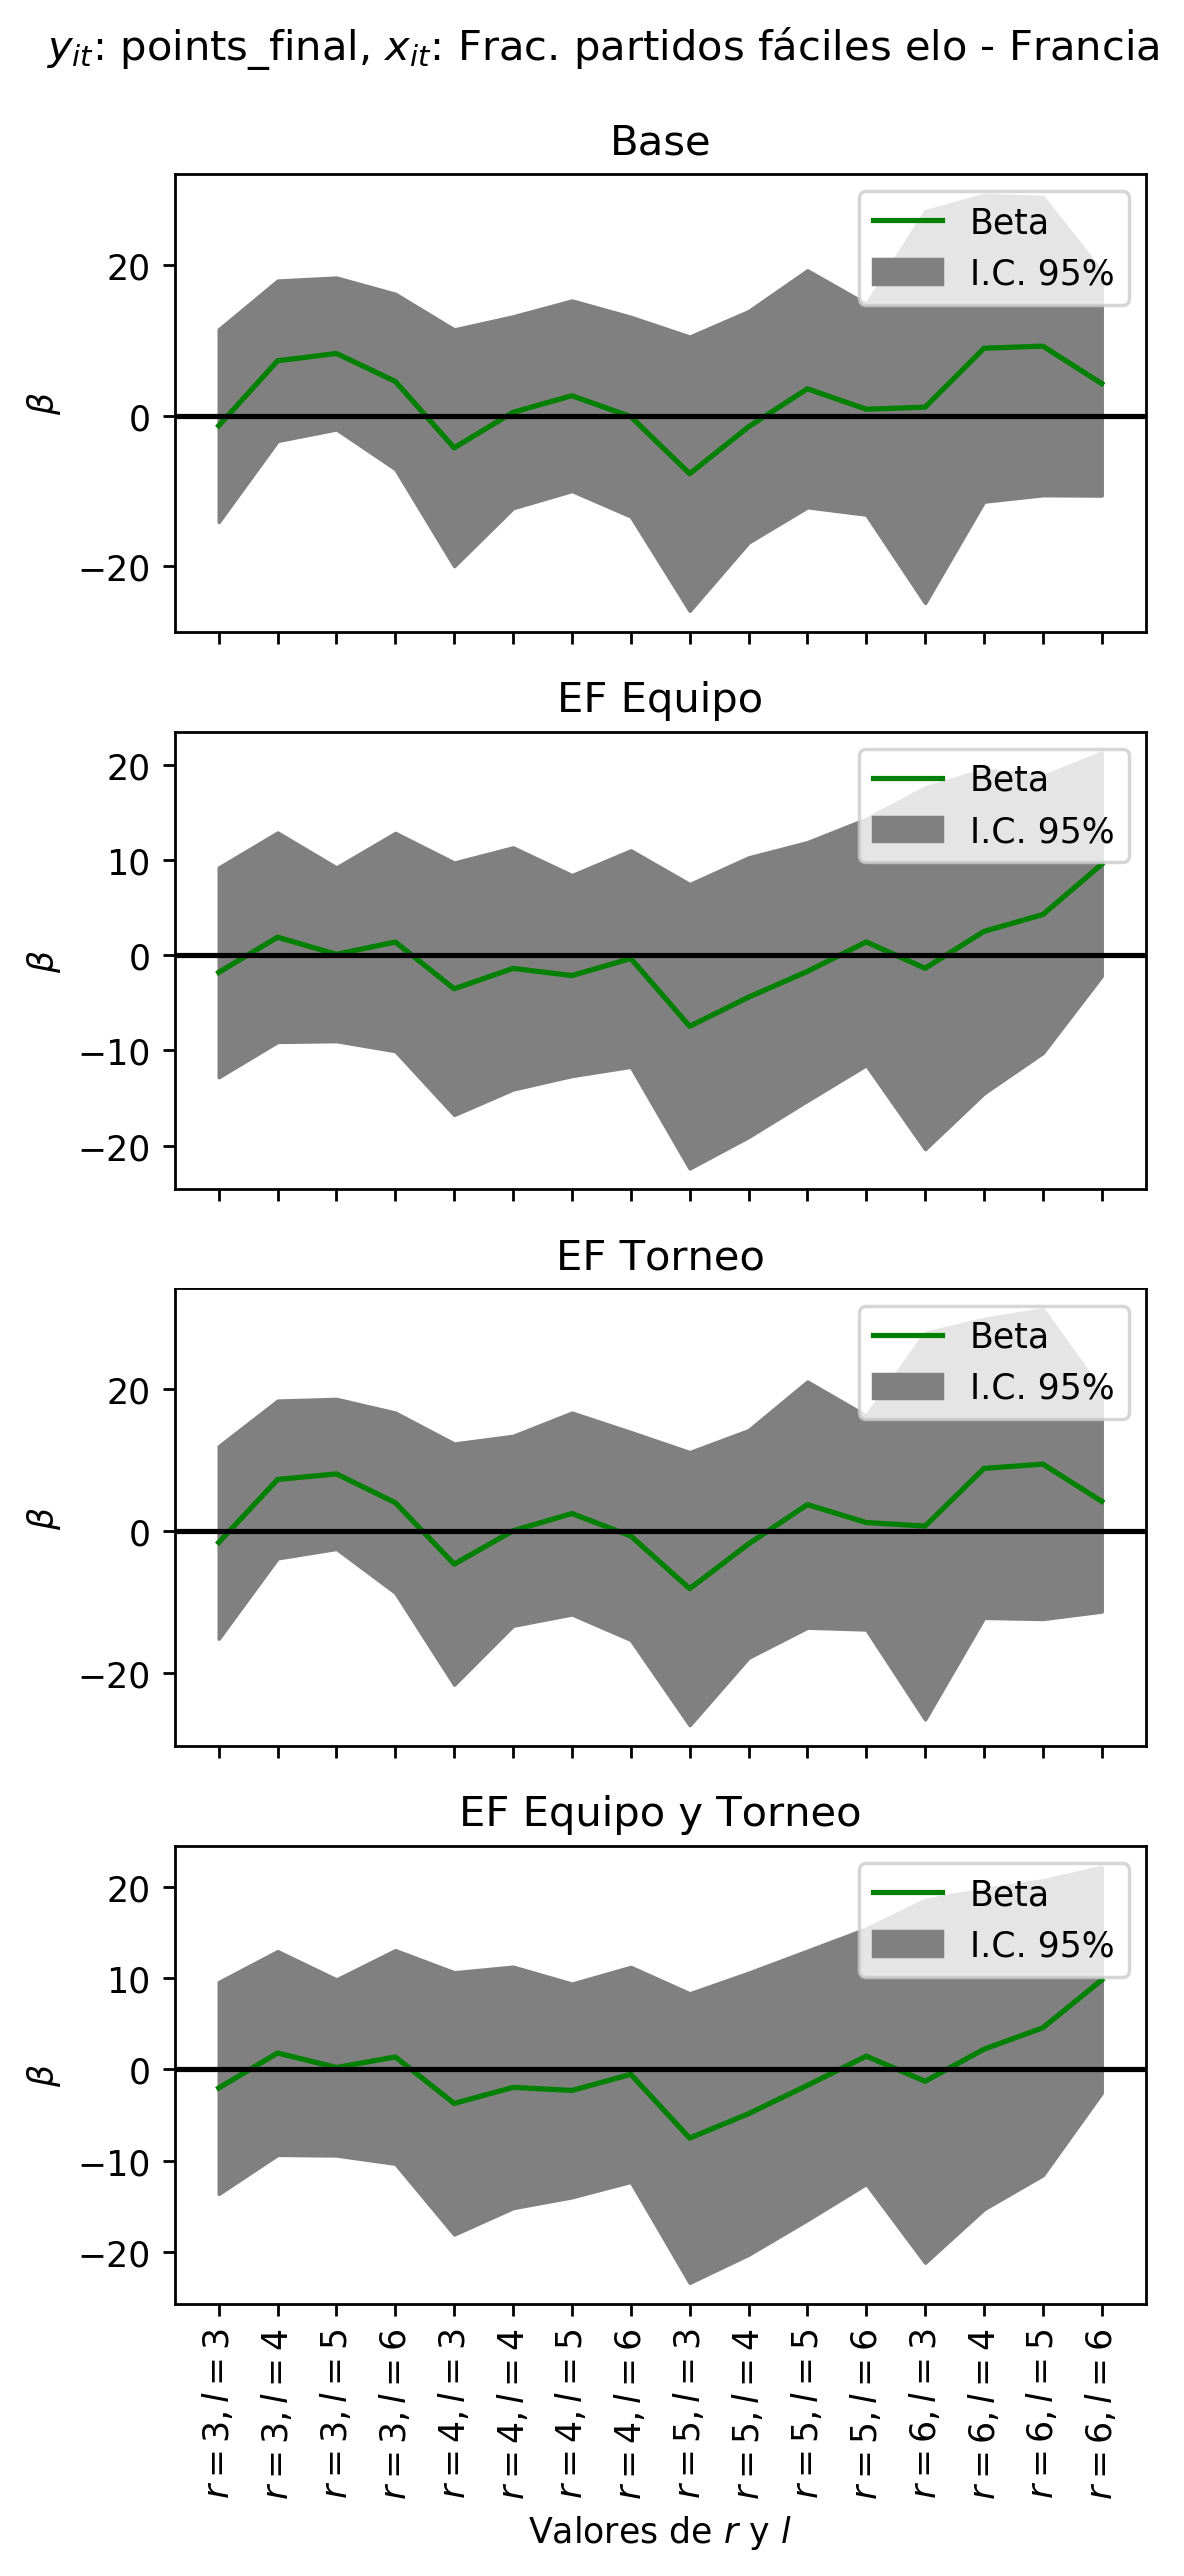 y_it: points_final, x_it: Frac. partidos fáciles elo - Francia
Base
Beta
I.C. 95%
20
0
−20
β
EF Equipo
Beta
I.C. 95%
20
10
0
−10
−20
β
EF Torneo
Beta
I.C. 95%
20
0
−20
β
EF Equipo y Torneo
Beta
I.C. 95%
20
10
0
−10
−20
β
r = 3, l = 3
r = 3, l = 4
r = 3, l = 5
r = 3, l = 6
r = 4, l = 3
r = 4, l = 4
r = 4, l = 5
r = 4, l = 6
r = 5, l = 3
r = 5, l = 4
r = 5, l = 5
r = 5, l = 6
r = 6, l = 3
r = 6, l = 4
r = 6, l = 5
r = 6, l = 6
Valores de r y l